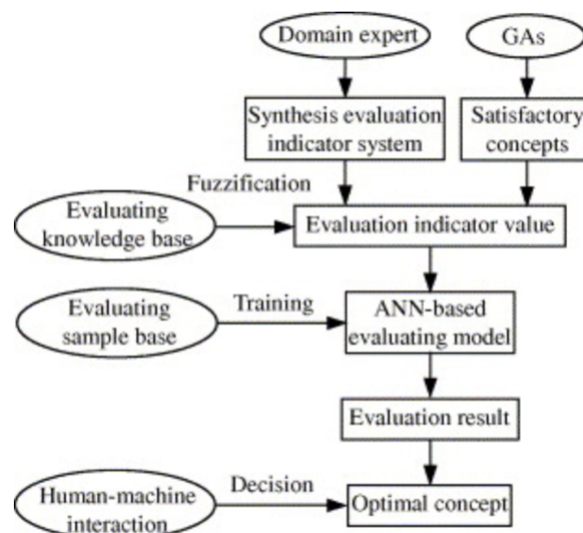 Domain expert
GAs
Synthesis evaluation
indicator system
Satisfactory
concepts
Fuzzification
Evaluating
knowledge base
Evaluation indicator value
Evaluating
sample base
Training
ANN-based
evaluating model
Evaluation result
Human-machine
interaction
Decision
Optimal concept